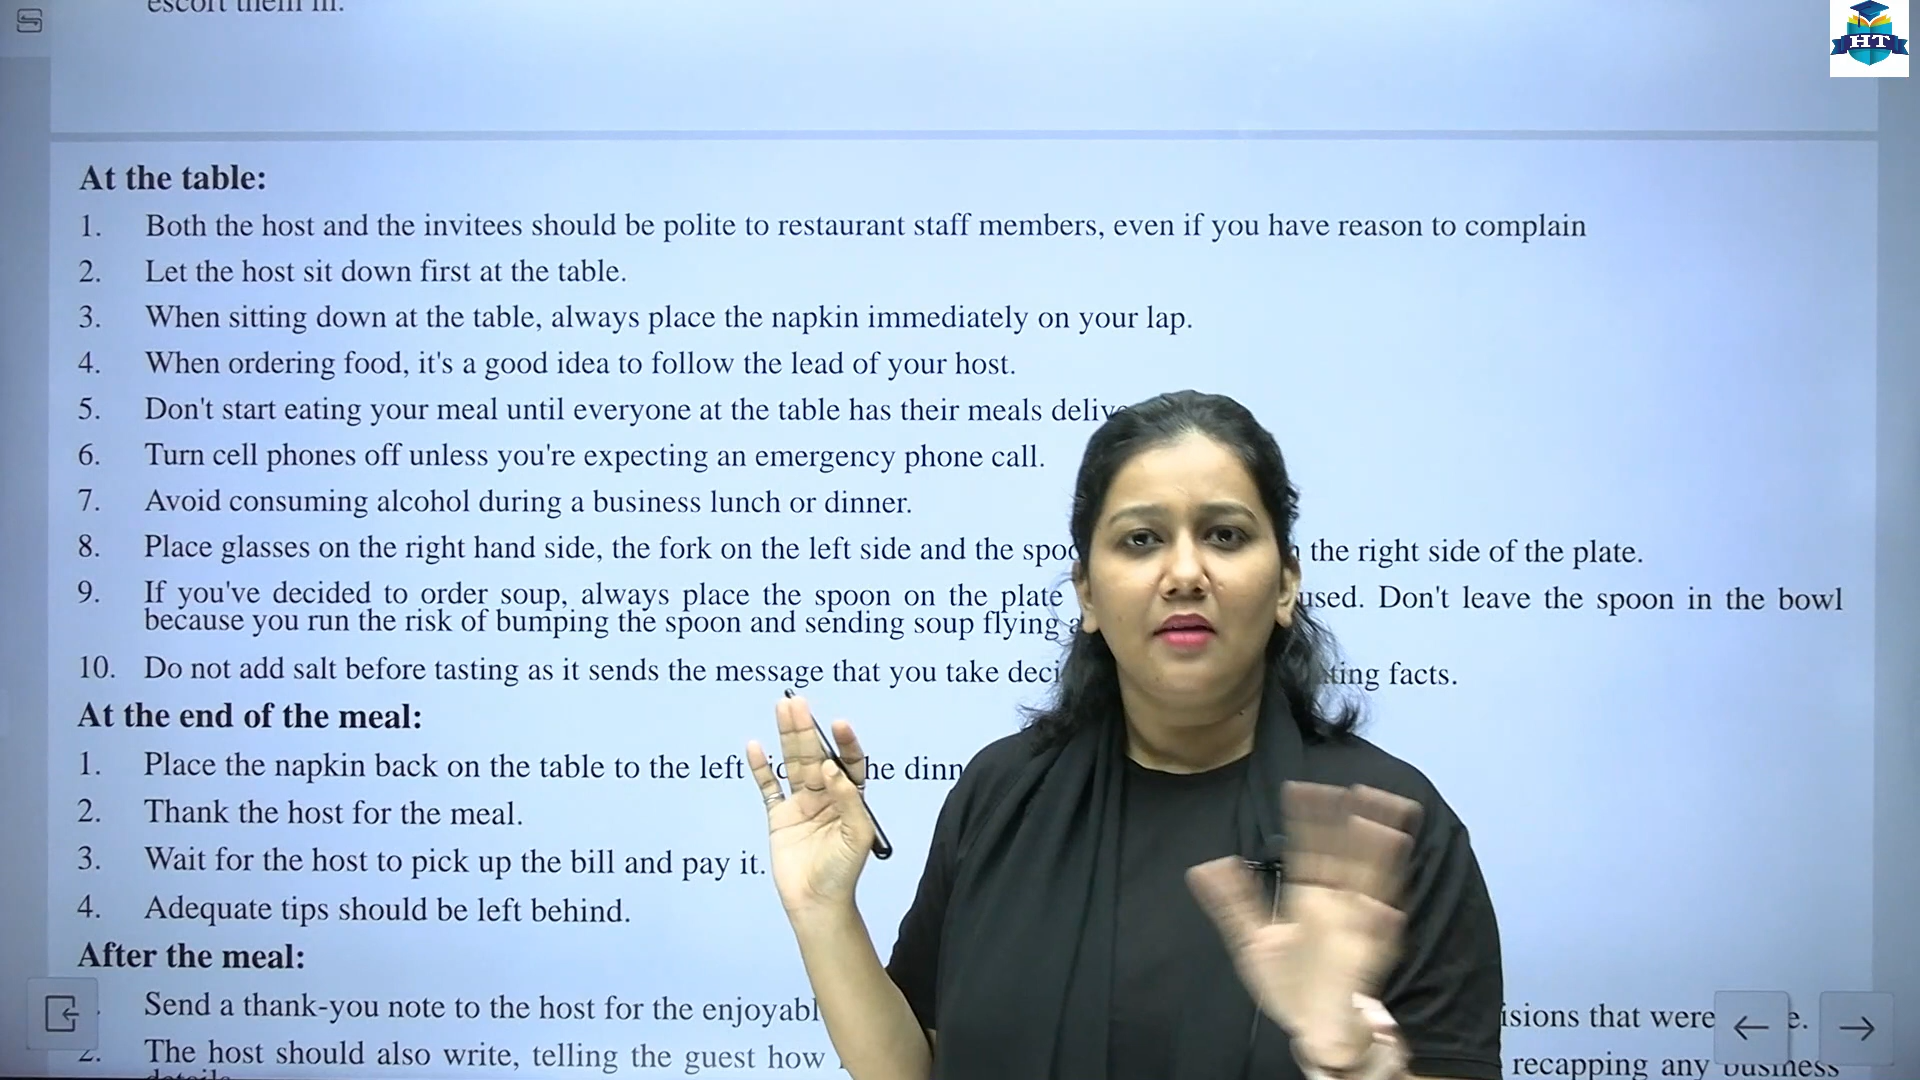 escort them in.
HT
At the table:
1. Both the host and the invitees should be polite to restaurant staff members, even if you have reason to complain
2. Let the host sit down first at the table.
3. When sitting down at the table, always place the napkin immediately on your lap.
4. When ordering food, it's a good idea to follow the lead of your host.
5. Don't start eating your meal until everyone at the table has their meals
6. Turn cell phones off unless you're expecting an emergency phone call.
7. Avoid consuming alcohol during a business lunch or dinner.
8. Place glasses on the right hand side, the fork on the left side and the the right side of the plate.
9. If you've decided to order soup, always place the spoon on the plate used. Don't leave the spoon in the bowl
because you run the risk of bumping the spoon and sending soup flying
10. Do not add salt before tasting as it sends the message that you take facts.
At the end of the meal:
1. Place the napkin back on the table to the left
2. Thank the host for the meal.
3. Wait for the host to pick up the bill and pay it.
4. Adequate tips should be left behind.
After the meal:
Send a thank-you note to the host for the that were
2. The host should also write, telling the guest how recapping any business